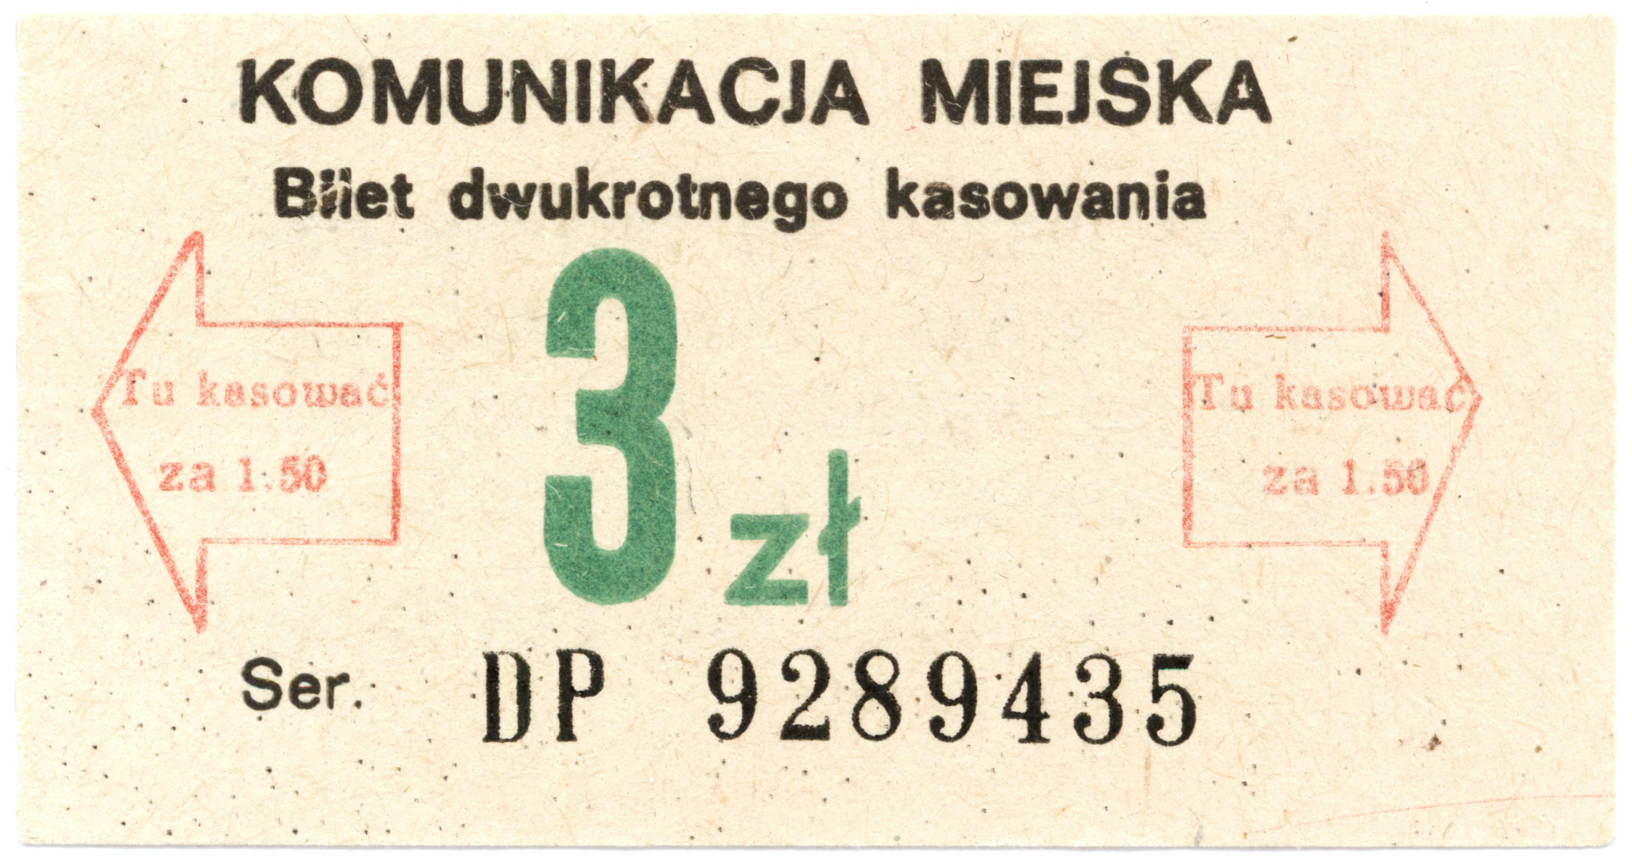 KOMUNIKACJA MIEJSKA
Bilet dwukrotnego kasowania
Tu kasować
za 1.50
3 zł
Tu kasować
za 1.50
Ser. DP 9289435